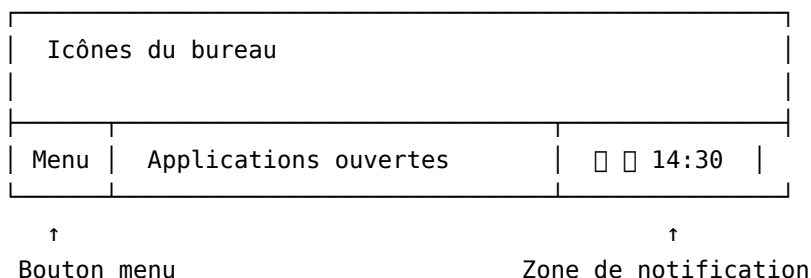 Icônes du bureau
Menu Applications ouvertes 14:30
↑ ↑
Bouton menu Zone de notification